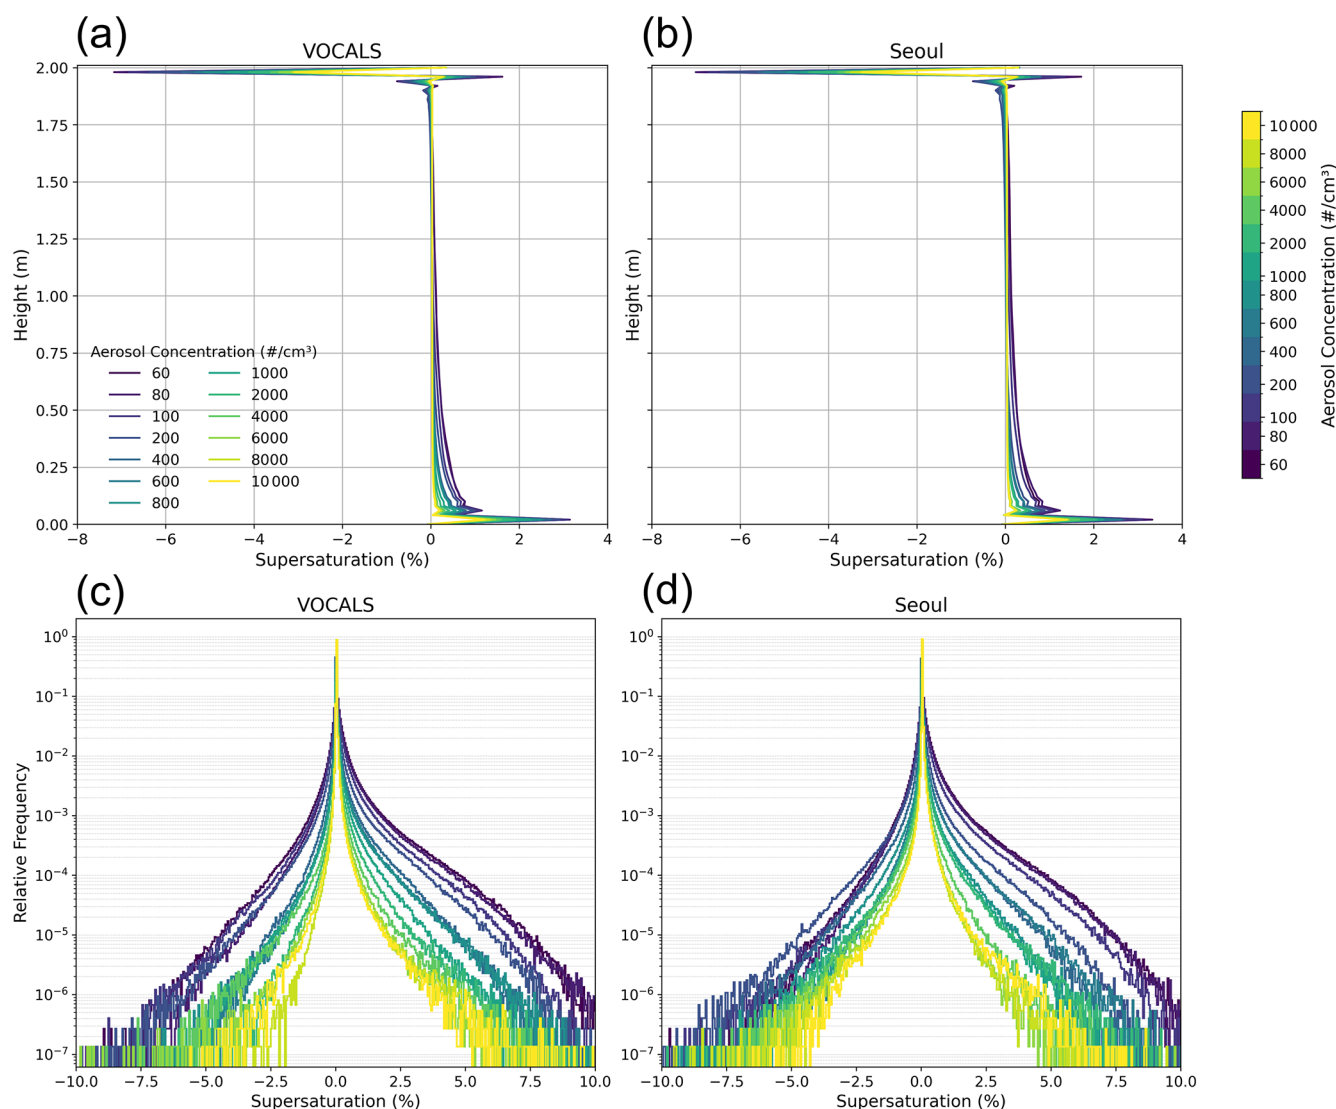 (a)
VOCALS
2.00
1.75
1.50
1.25
1.00
0.75
0.50
0.25
0.00
Height (m)
Aerosol Concentration (#/cm³)
60 1000
80 2000
100 4000
200 6000
400 8000
600 10 000
800
−8 −6 −4 −2 0 2 4
Supersaturation (%)
(b)
Seoul
Height (m)
−8 −6 −4 −2 0 2 4
Supersaturation (%)
10 000
8000
6000
4000
2000
1000
800
600
400
200
100
80
60
Aerosol Concentration (#/cm³)
(c)
VOCALS
10⁰
10⁻¹
10⁻²
10⁻³
10⁻⁴
10⁻⁵
10⁻⁶
10⁻⁷
Relative Frequency
−10.0 −7.5 −5.0 −2.5 0.0 2.5 5.0 7.5 10.0
Supersaturation (%)
(d)
Seoul
10⁰
10⁻¹
10⁻²
10⁻³
10⁻⁴
10⁻⁵
10⁻⁶
10⁻⁷
−10.0 −7.5 −5.0 −2.5 0.0 2.5 5.0 7.5 10.0
Supersaturation (%)